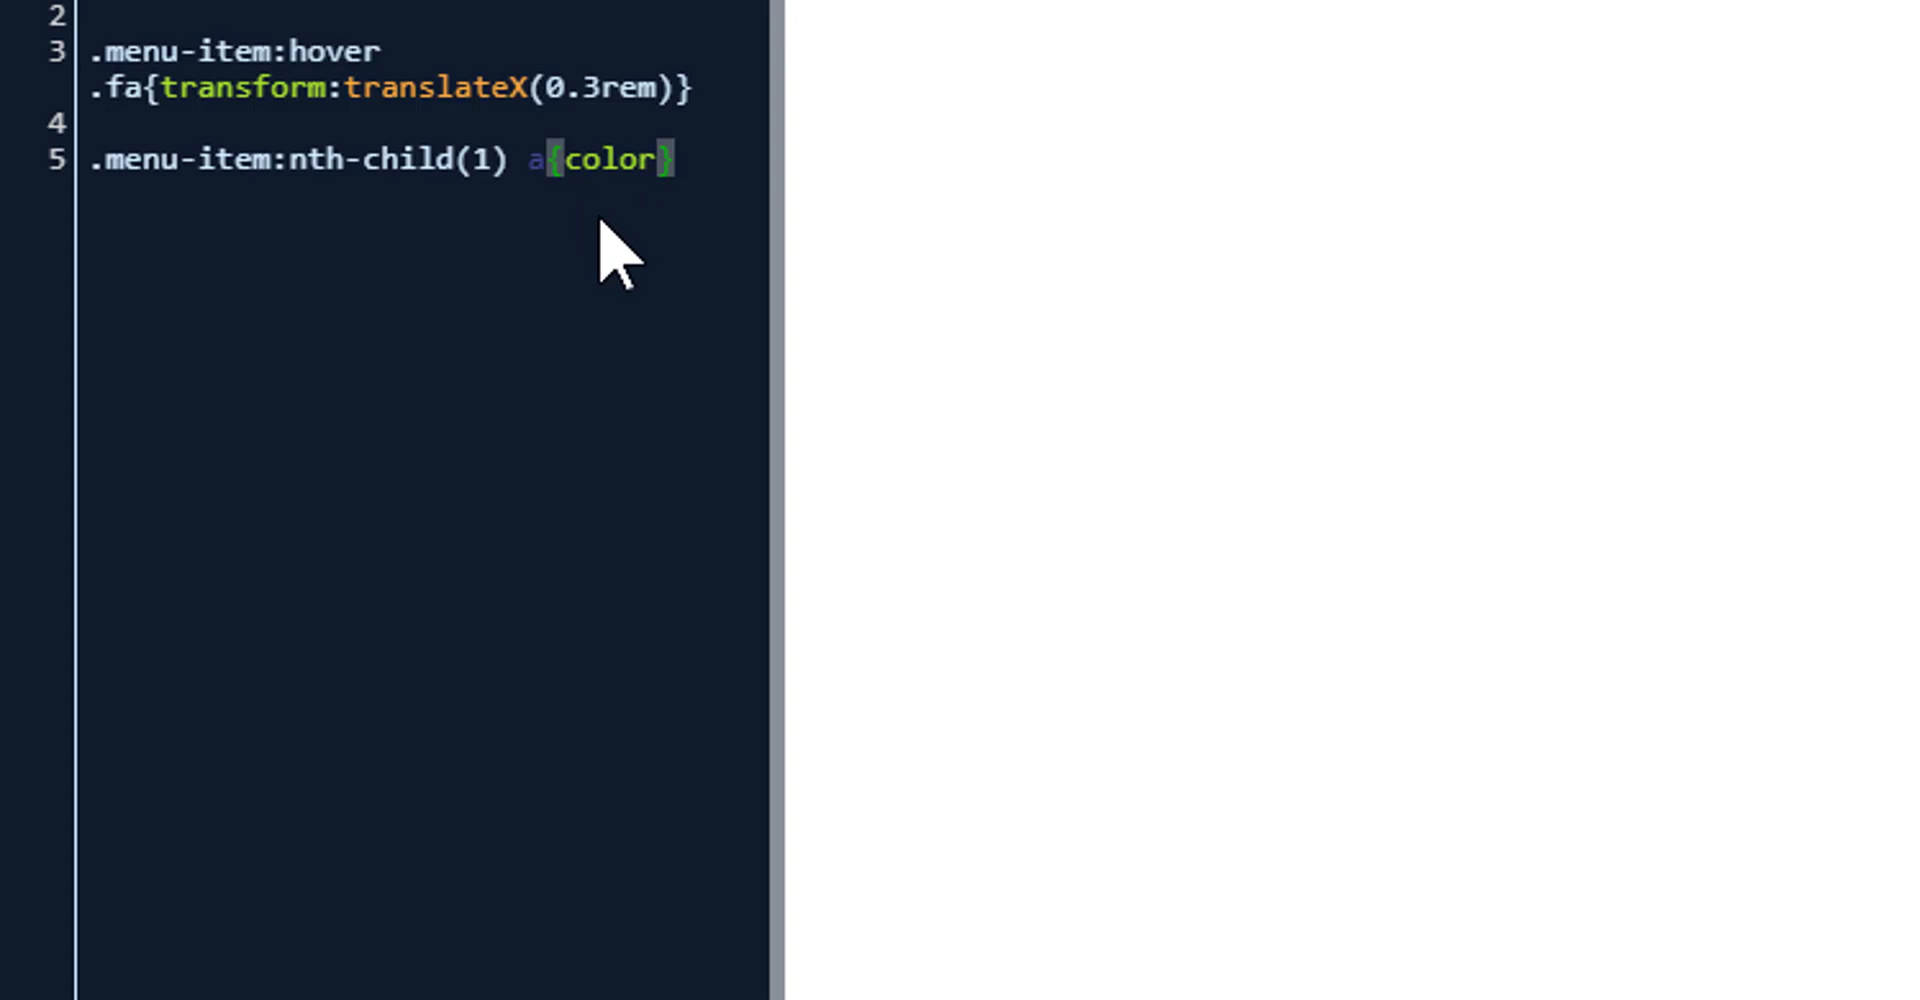 2
3 .menu-item:hover
.fa{transform:translateX(0.3rem)}
4
5 .menu-item:nth-child(1) a{color}